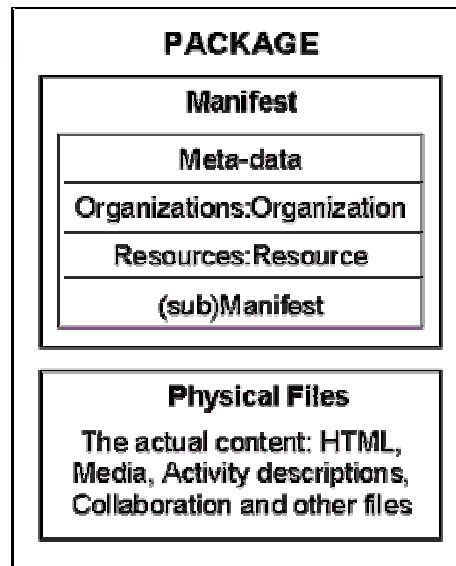 PACKAGE
Manifest
Meta-data
Organizations:Organization
Resources:Resource
(sub)Manifest
Physical Files
The actual content: HTML,
Media, Activity descriptions,
Collaboration and other files